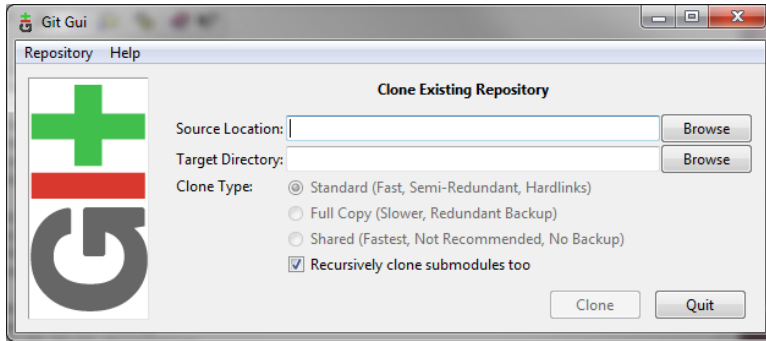 Git Gui
Repository Help
Clone Existing Repository
Source Location: Browse
Target Directory: Browse
Clone Type: Standard (Fast, Semi-Redundant, Hardlinks)
Full Copy (Slower, Redundant Backup)
Shared (Fastest, Not Recommended, No Backup)
Recursively clone submodules too
Clone Quit